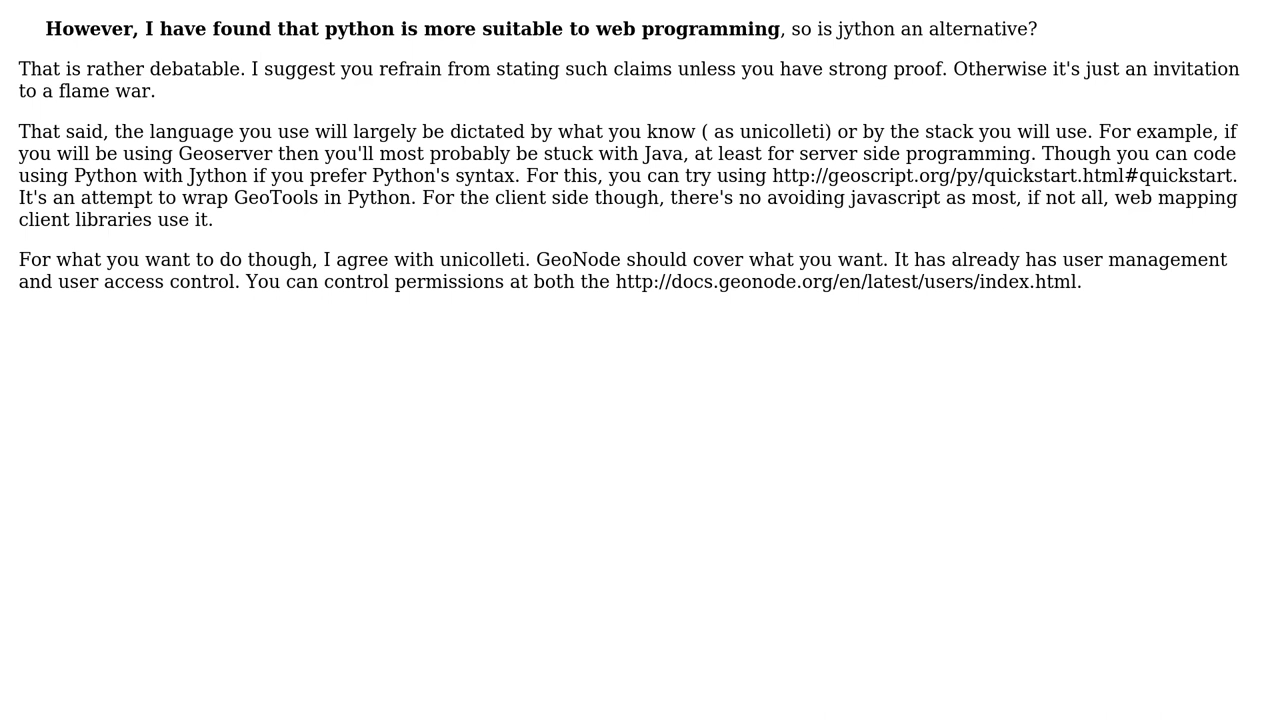 However, I have found that python is more suitable to web programming, so is jython an alternative?
That is rather debatable. I suggest you refrain from stating such claims unless you have strong proof. Otherwise it's just an invitation
to a flame war.
That said, the language you use will largely be dictated by what you know ( as unicolleti) or by the stack you will use. For example, if
you will be using Geoserver then you'll most probably be stuck with Java, at least for server side programming. Though you can code
using Python with Jython if you prefer Python's syntax. For this, you can try using http://geoscript.org/py/quickstart.html#quickstart.
It's an attempt to wrap GeoTools in Python. For the client side though, there's no avoiding javascript as most, if not all, web mapping
client libraries use it.
For what you want to do though, I agree with unicolleti. GeoNode should cover what you want. It has already has user management
and user access control. You can control permissions at both the http://docs.geonode.org/en/latest/users/index.html.